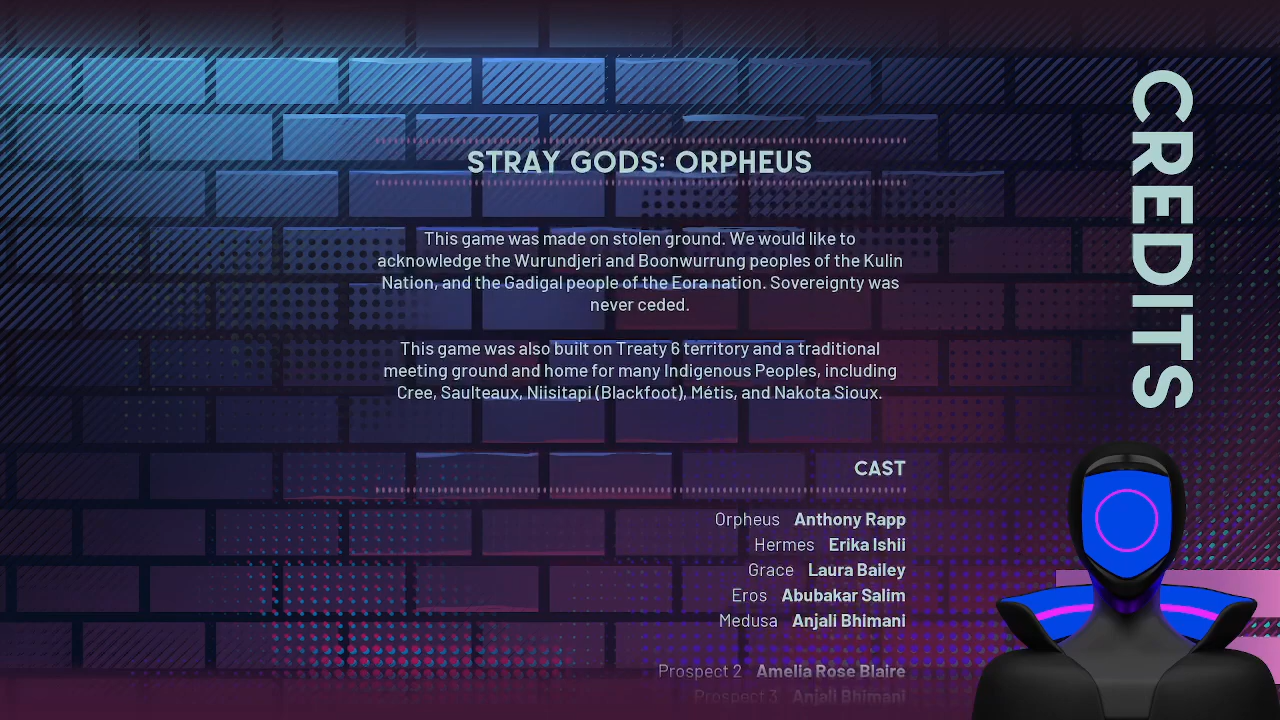 STRAY GODS: ORPHEUS
This game was made on stolen ground. We would like to
acknowledge the Wurundjeri and Boonwurrung peoples of the Kulin
Nation, and the Gadigal people of the Eora nation. Sovereignty was
never ceded.
This game was also built on Treaty 6 territory and a traditional
meeting ground and home for many Indigenous Peoples, including
Cree, Saulteaux, Niisitapi (Blackfoot), Métis, and Nakota Sioux.
CAST
Orpheus Anthony Rapp
Hermes Erika Ishii
Grace Laura Bailey
Eros Abubakar Salim
Medusa Anjali Bhimani
Prospect 2 Amelia Rose Blaire
Prospect 3 Anjali Bhimani
CREDITS